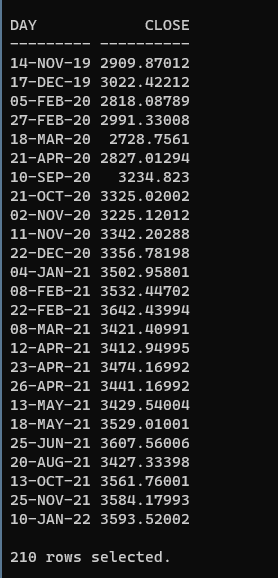 DAY CLOSE
--------- ----------
14-NOV-19 2909.87012
17-DEC-19 3022.42212
05-FEB-20 2818.08789
27-FEB-20 2991.33008
18-MAR-20 2728.7561
21-APR-20 2827.01294
10-SEP-20 3234.823
21-OCT-20 3325.02002
02-NOV-20 3225.12012
11-NOV-20 3342.20288
22-DEC-20 3356.78198
04-JAN-21 3502.95801
08-FEB-21 3532.44702
22-FEB-21 3642.43994
08-MAR-21 3421.40991
12-APR-21 3412.94995
23-APR-21 3474.16992
26-APR-21 3441.16992
13-MAY-21 3429.54004
18-MAY-21 3529.01001
25-JUN-21 3607.56006
20-AUG-21 3427.33398
13-OCT-21 3561.76001
25-NOV-21 3584.17993
10-JAN-22 3593.52002
210 rows selected.